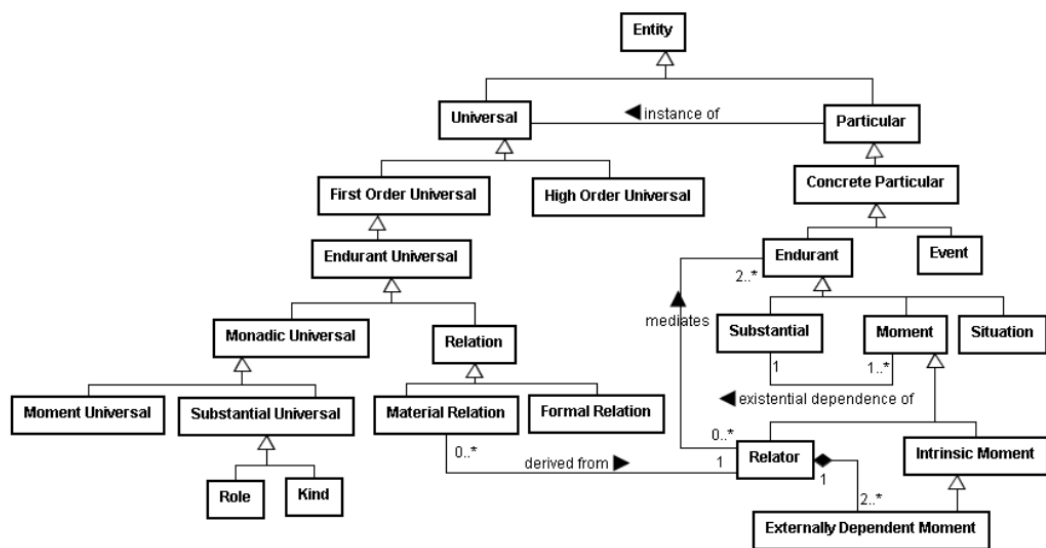 Entity
Universal
◀ instance of
Particular
First Order Universal
High Order Universal
Concrete Particular
Endurant Universal
Endurant
Event
2..*
Monadic Universal
Relation
mediates
Substantial
Moment
Situation
1
1..*
Moment Universal
Substantial Universal
Material Relation
Formal Relation
◀ existential dependence of
0..*
0..*
derived from ▶
1
Relator
1
Intrinsic Moment
Role
Kind
2..*
Externally Dependent Moment